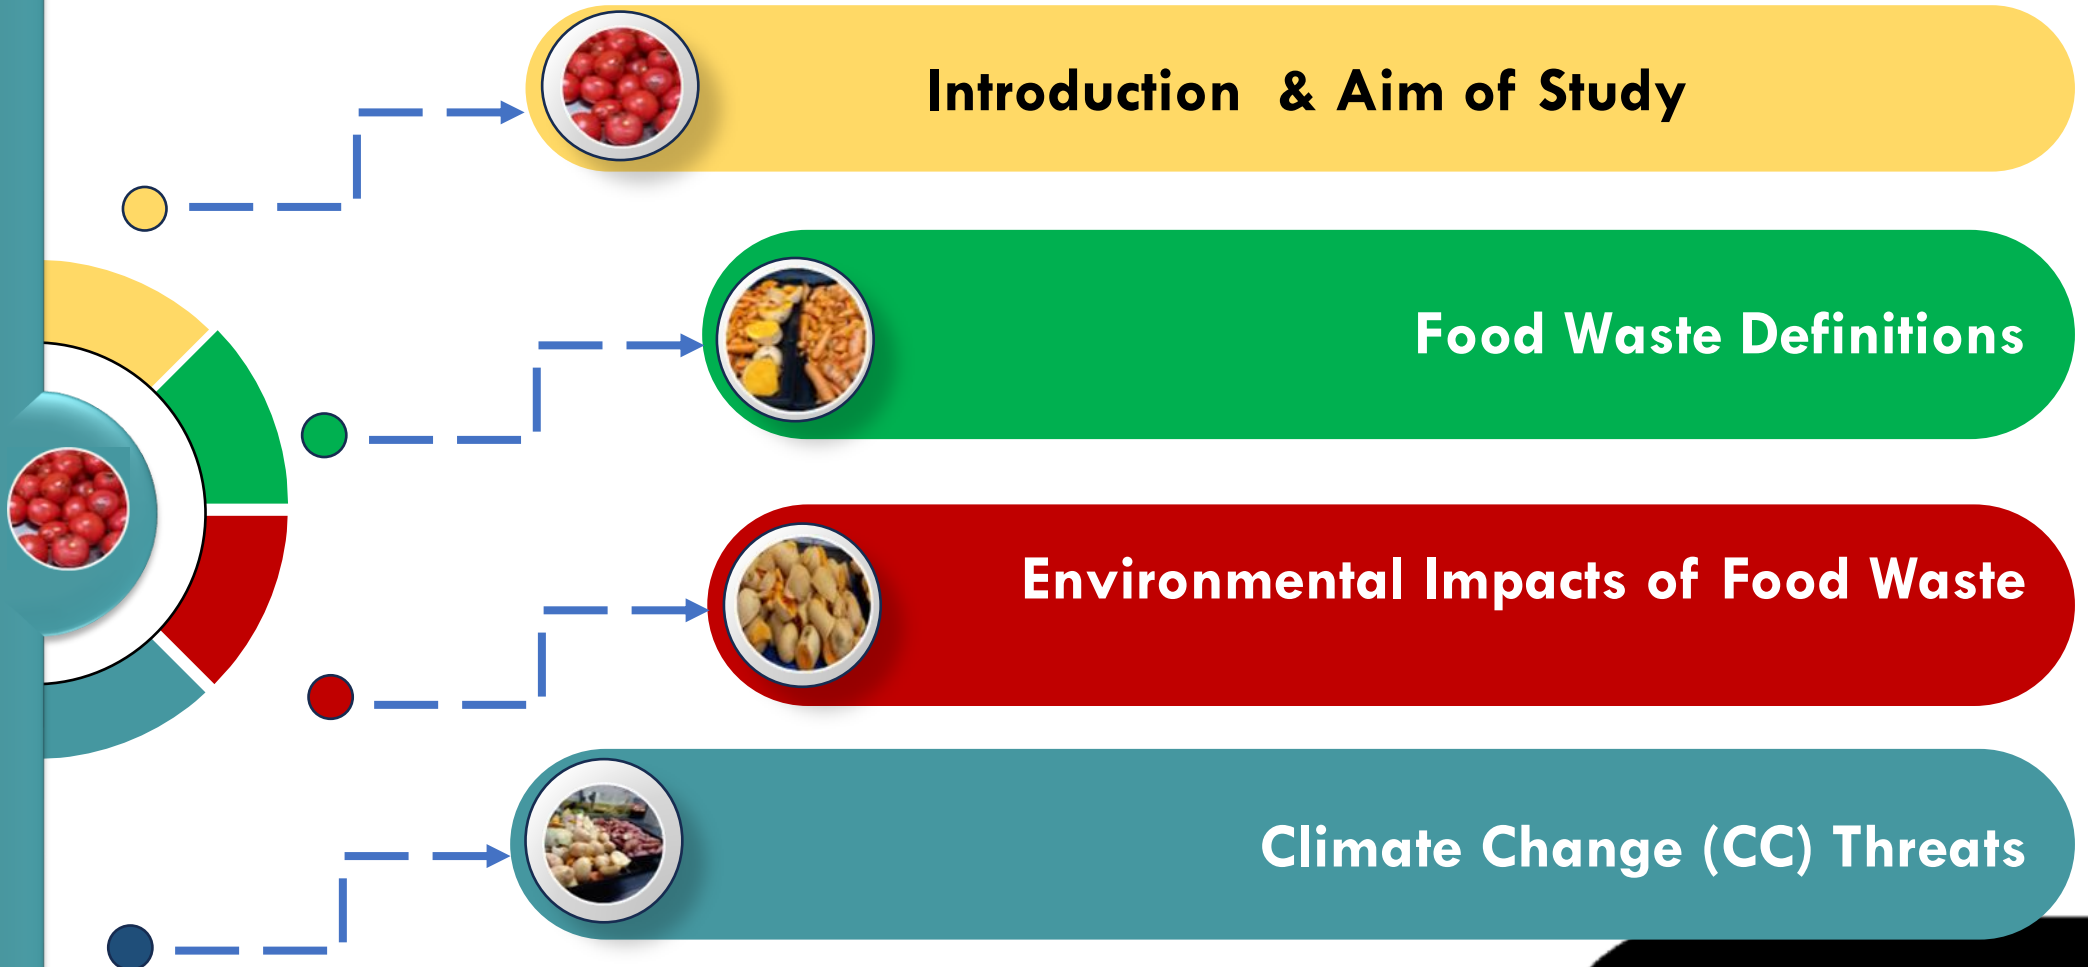 Introduction & Aim of Study
Food Waste Definitions
Environmental Impacts of Food Waste
Climate Change (CC) Threats